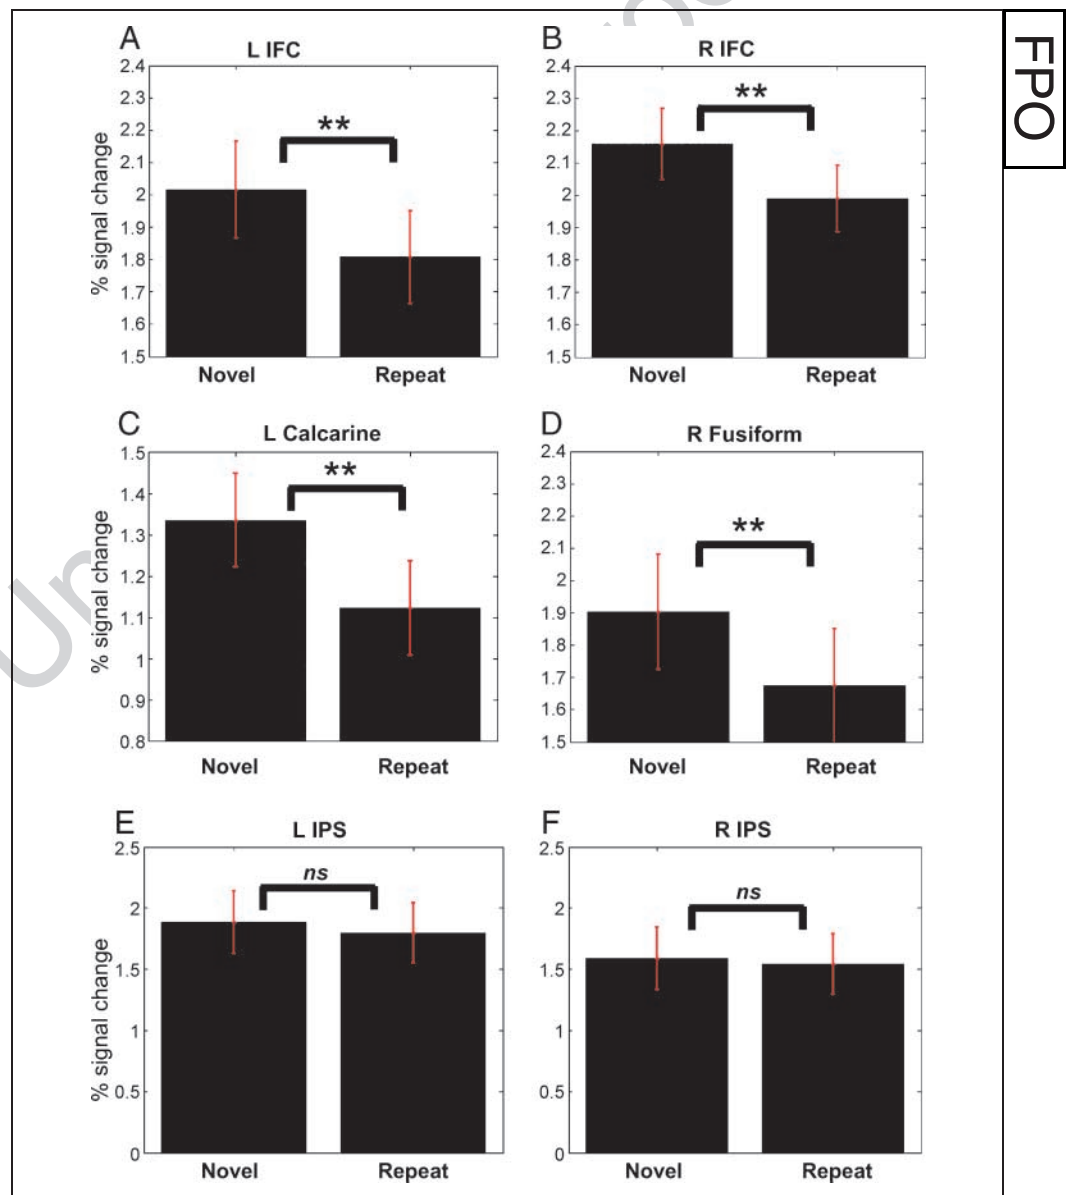 FPO
A
L IFC
2.4
2.3
2.2
2.1
2
1.9
1.8
1.7
1.6
1.5
% signal change
**
Novel Repeat
B
R IFC
2.4
2.3
2.2
2.1
2
1.9
1.8
1.7
1.6
1.5
**
Novel Repeat
C
L Calcarine
1.5
1.4
1.3
1.2
1.1
1
0.9
0.8
% signal change
**
Novel Repeat
D
R Fusiform
2.4
2.3
2.2
2.1
2
1.9
1.8
1.7
1.6
1.5
**
Novel Repeat
E
L IPS
2.5
2
1.5
1
0.5
0
% signal change
ns
Novel Repeat
F
R IPS
2.5
2
1.5
1
0.5
0
ns
Novel Repeat